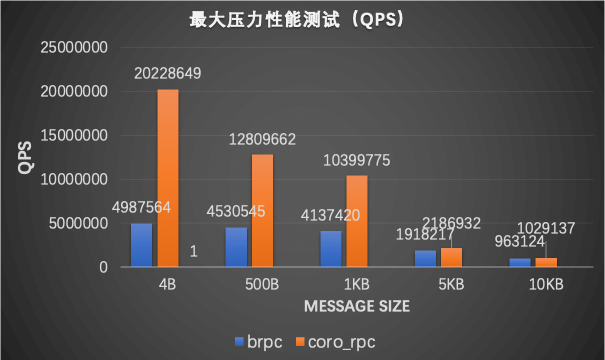 最大压力性能测试（QPS）
25000000
20000000
15000000
10000000
5000000
0
QPS
4987564
20228649
1
4530545
12809662
4137420
10399775
1918217
2186932
963124
1029137
4B
500B
1KB
5KB
10KB
MESSAGE SIZE
brpc
coro_rpc